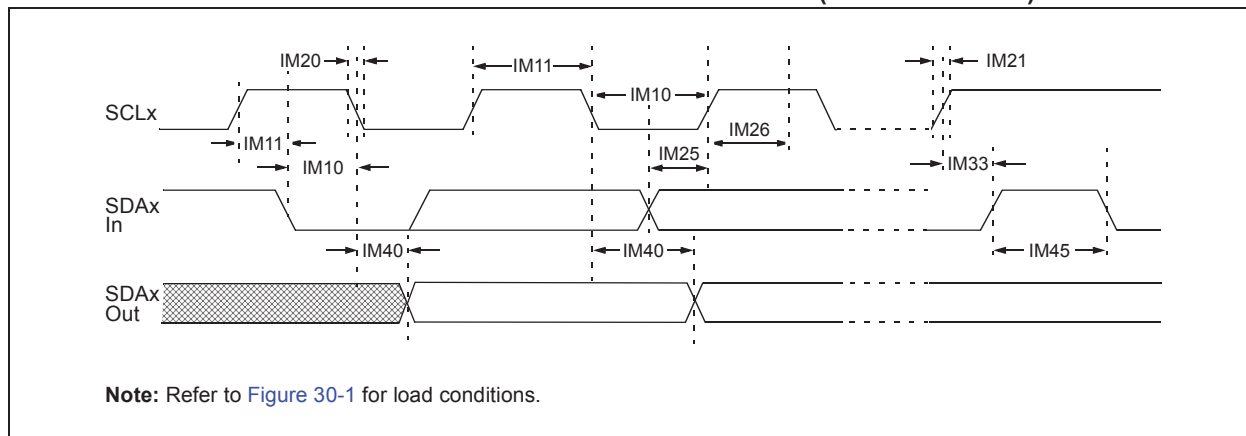 IM20
IM11
IM21
SCLx
IM10
IM11
IM26
IM10
IM25
IM33
SDAx
In
IM40
IM40
IM45
SDAx
Out
Note: Refer to Figure 30-1 for load conditions.